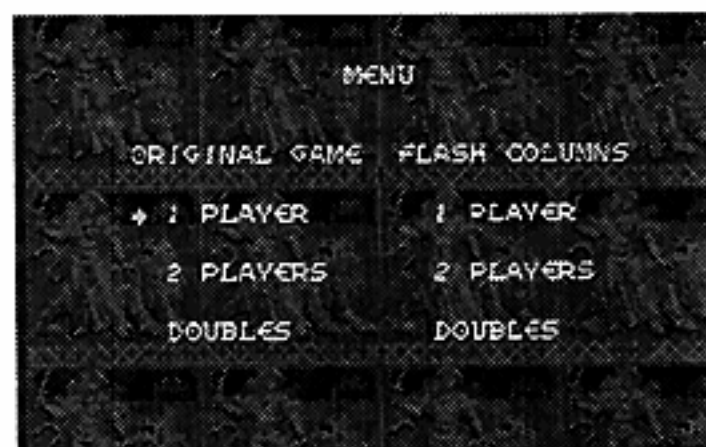 MENU
ORIGINAL GAME FLASH COLUMNS
→ 1 PLAYER 1 PLAYER
2 PLAYERS 2 PLAYERS
DOUBLES DOUBLES